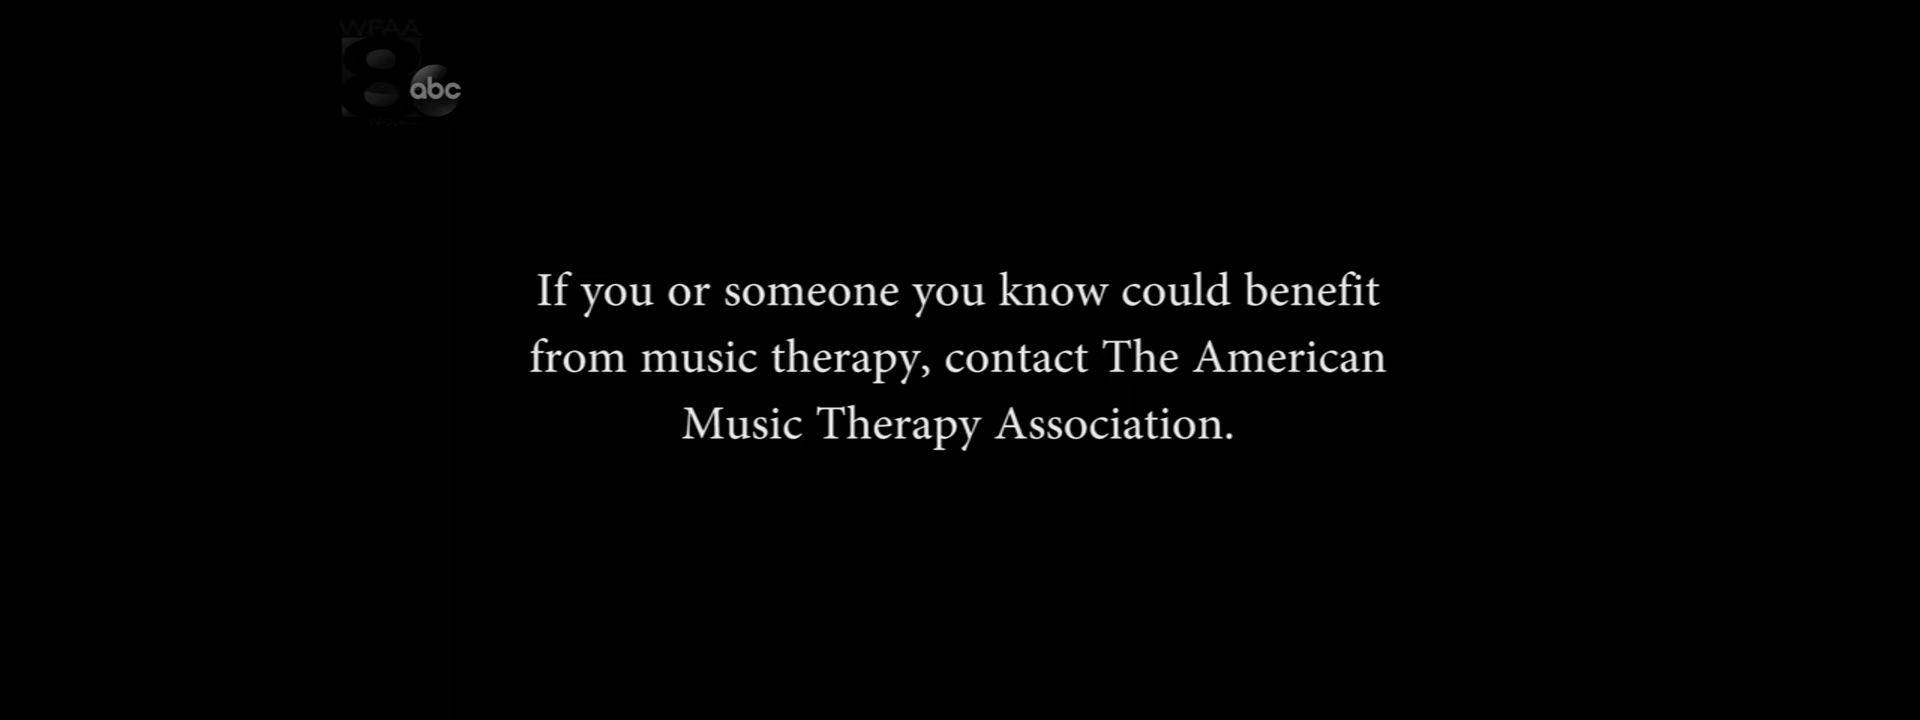 WFAA
8
abc
If you or someone you know could benefit
from music therapy, contact The American
Music Therapy Association.